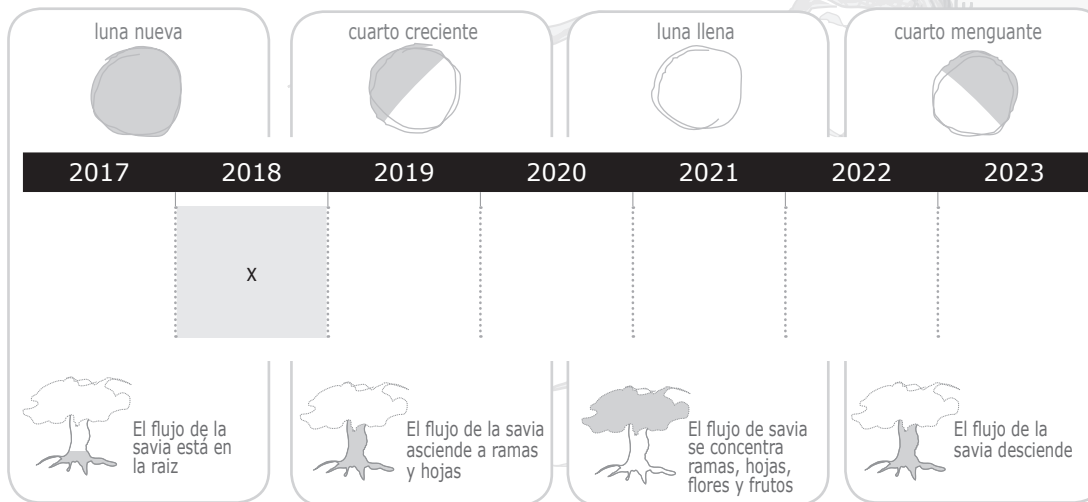 luna nueva
cuarto creciente
luna llena
cuarto menguante
2017 2018 2019 2020 2021 2022 2023
x
El flujo de la
savia está en
la raiz
El flujo de la savia
asciende a ramas
y hojas
El flujo de savia
se concentra
ramas, hojas,
flores y frutos
El flujo de la
savia desciende